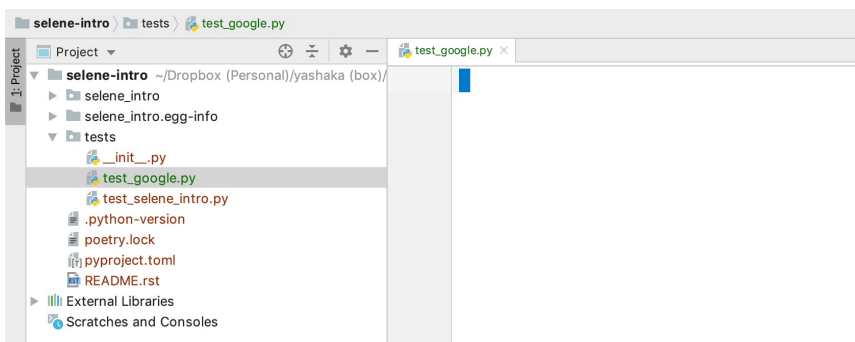 selene-intro tests test_google.py
1: Project
Project
test_google.py
selene-intro ~/Dropbox (Personal)/yashaka (box)/
selene_intro
selene_intro.egg-info
tests
__init__.py
test_google.py
test_selene_intro.py
.python-version
poetry.lock
pyproject.toml
README.rst
External Libraries
Scratches and Consoles